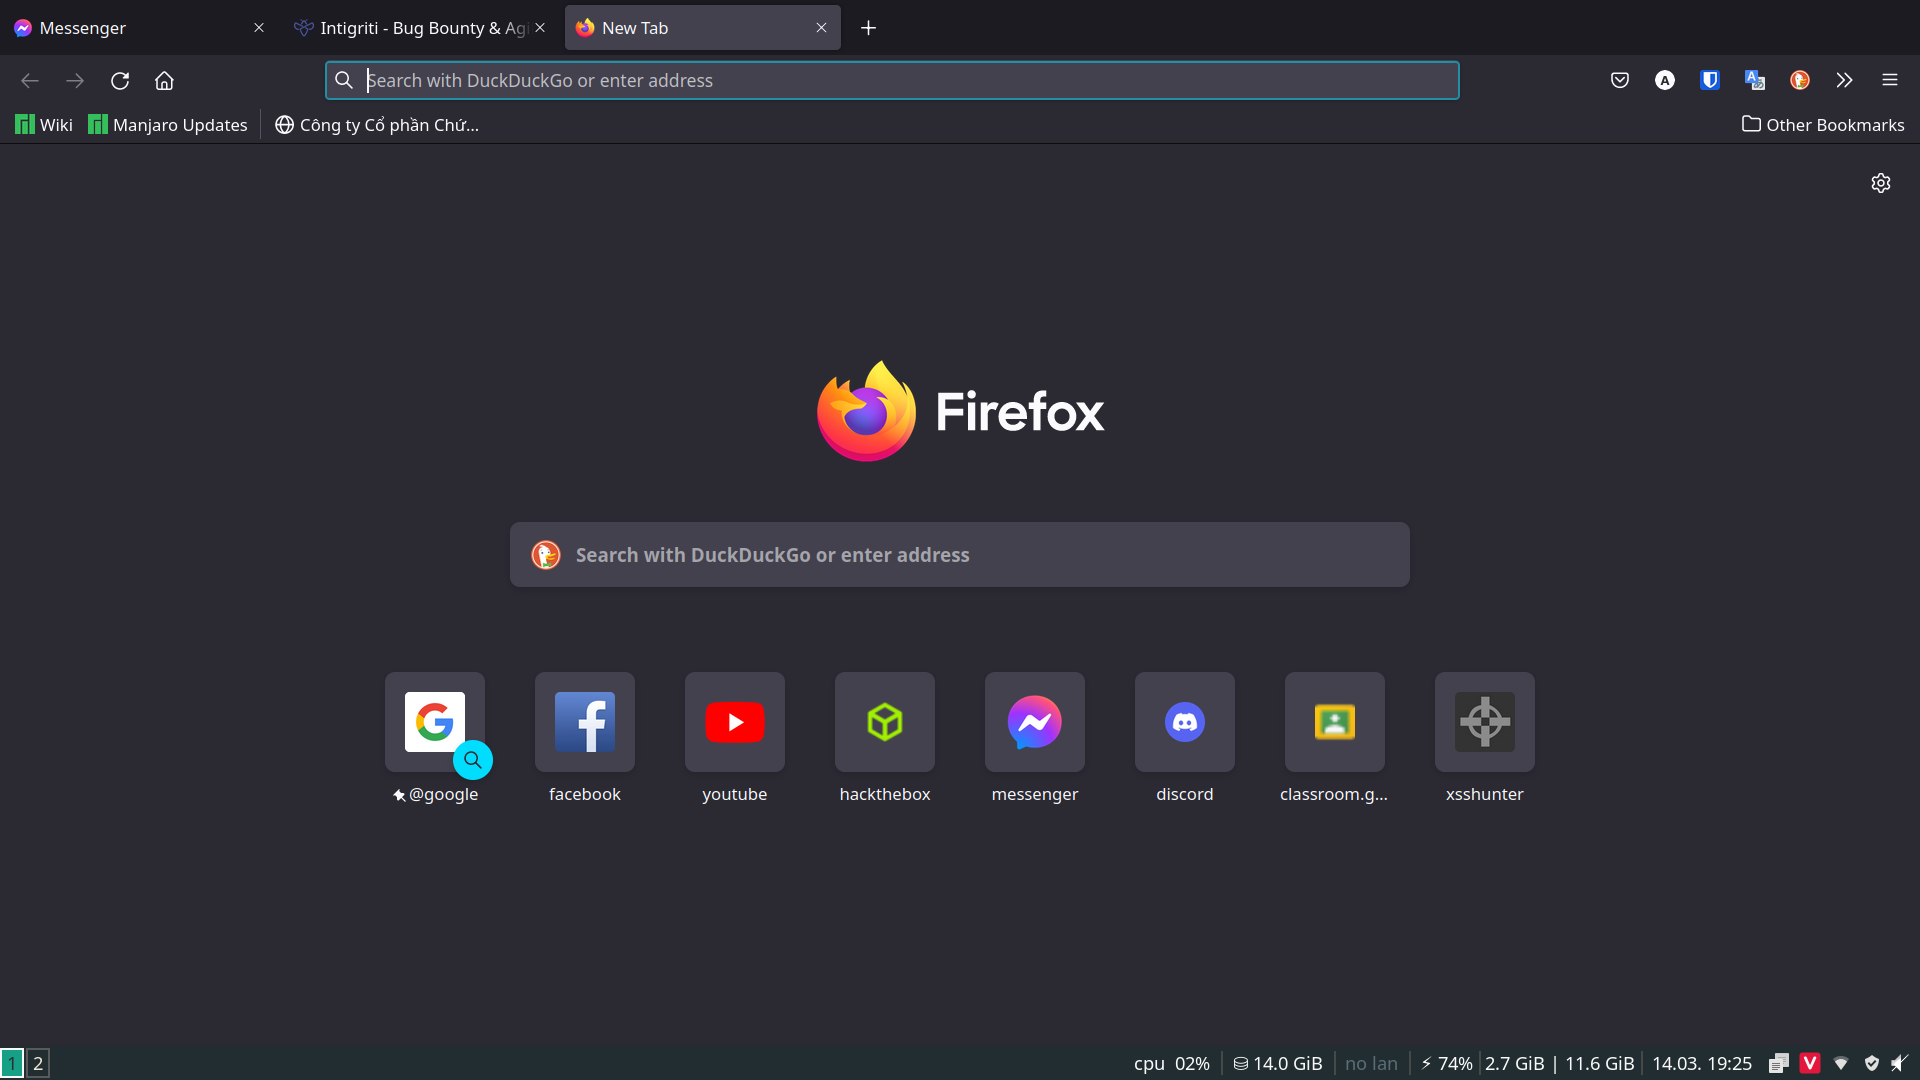 Messenger
Intigriti - Bug Bounty & Agi
New Tab
Search with DuckDuckGo or enter address
Wiki
Manjaro Updates
Công ty Cổ phần Chứ...
Other Bookmarks
Firefox
Search with DuckDuckGo or enter address
@google
facebook
youtube
hackthebox
messenger
discord
classroom.g...
xsshunter
1 2
cpu 02% 14.0 GiB no lan ⚡ 74% 2.7 GiB | 11.6 GiB 14.03. 19:25